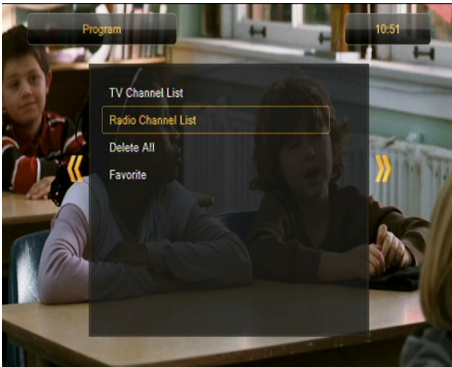 Program
10:51
TV Channel List
Radio Channel List
Delete All
Favorite